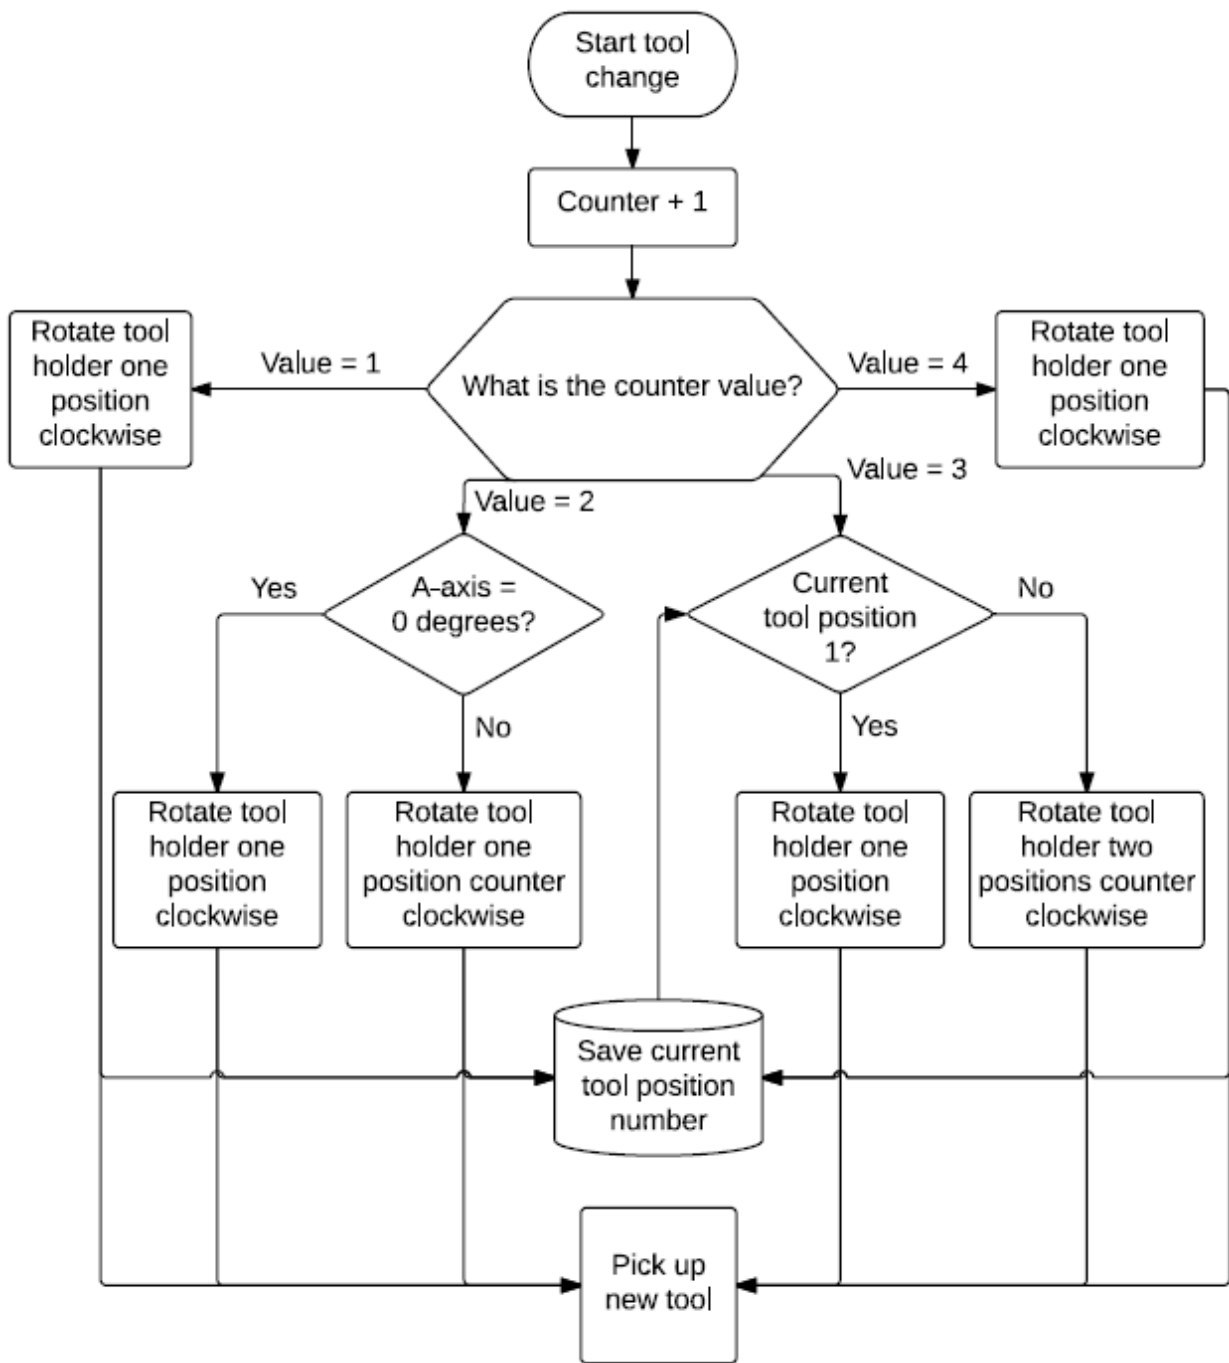 Start tool
change
Counter + 1
What is the counter value?
Value = 1
Rotate tool
holder one
position
clockwise
Value = 4
Rotate tool
holder one
position
clockwise
Value = 2
Value = 3
A-axis =
0 degrees?
Yes
No
Current
tool position
1?
No
Yes
Rotate tool
holder one
position
clockwise
Rotate tool
holder one
position counter
clockwise
Rotate tool
holder one
position
clockwise
Rotate tool
holder two
positions counter
clockwise
Save current
tool position
number
Pick up
new tool